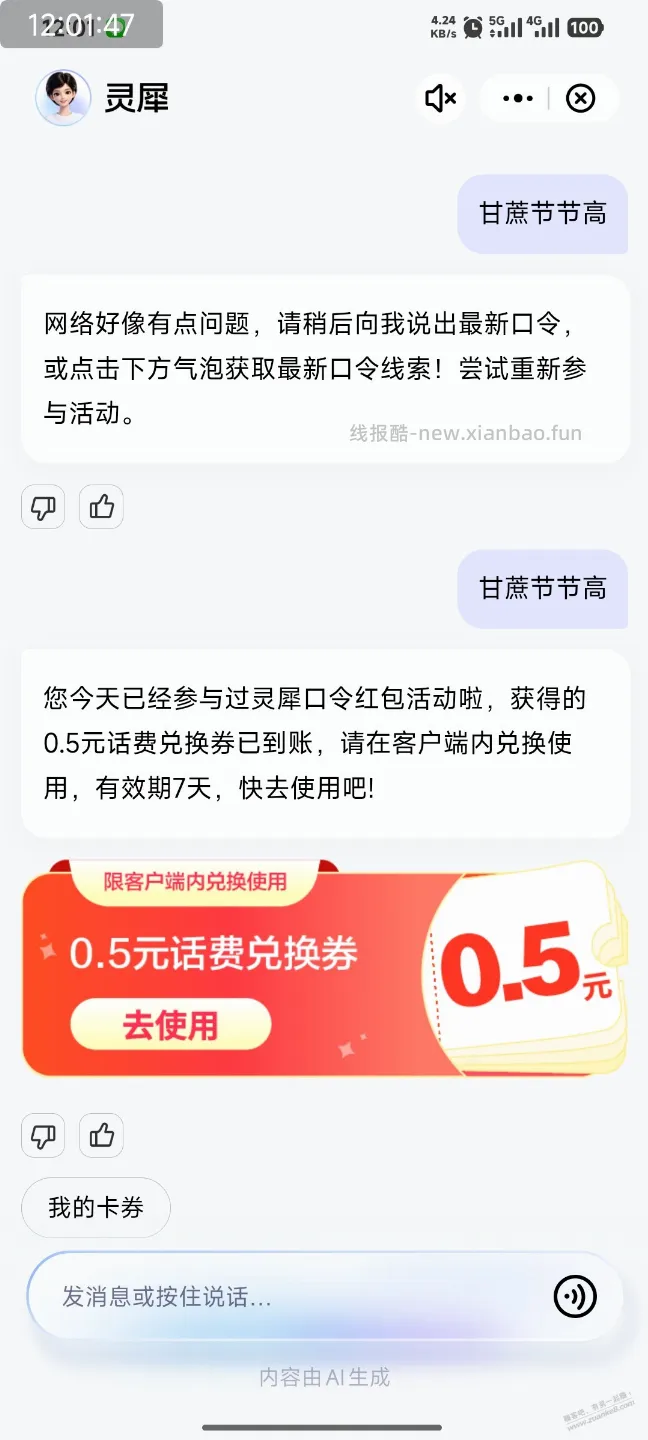 12:01:47
4.24
KB/s
5G
4G
100
灵犀
甘蔗节节高
网络好像有点问题，请稍后向我说出最新口令，
或点击下方气泡获取最新口令线索！尝试重新参
与活动。
线报酷-new.xianbao.fun
甘蔗节节高
您今天已经参与过灵犀口令红包活动啦，获得的
0.5元话费兑换券已到账，请在客户端内兑换使
用，有效期7天，快去使用吧!
限客户端内兑换使用
0.5元话费兑换券
0.5元
去使用
我的卡券
发消息或按住说话...
内容由AI生成
www.zuanke8.com